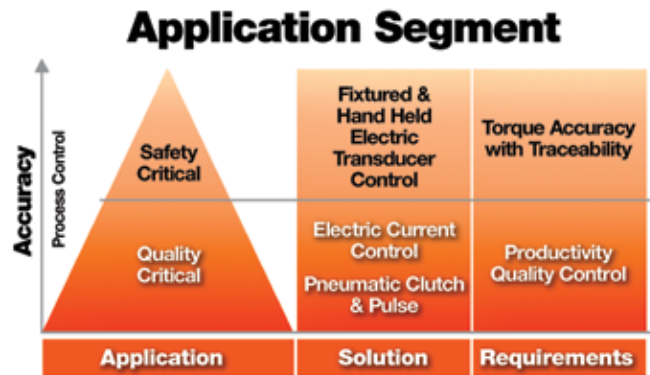 Application Segment
Accuracy
Process Control
Safety
Critical
Quality
Critical
Fixtured &
Hand Held
Electric
Transducer
Control
Electric Current
Control
Pneumatic Clutch
& Pulse
Torque Accuracy
with Traceability
Productivity
Quality Control
Application
Solution
Requirements